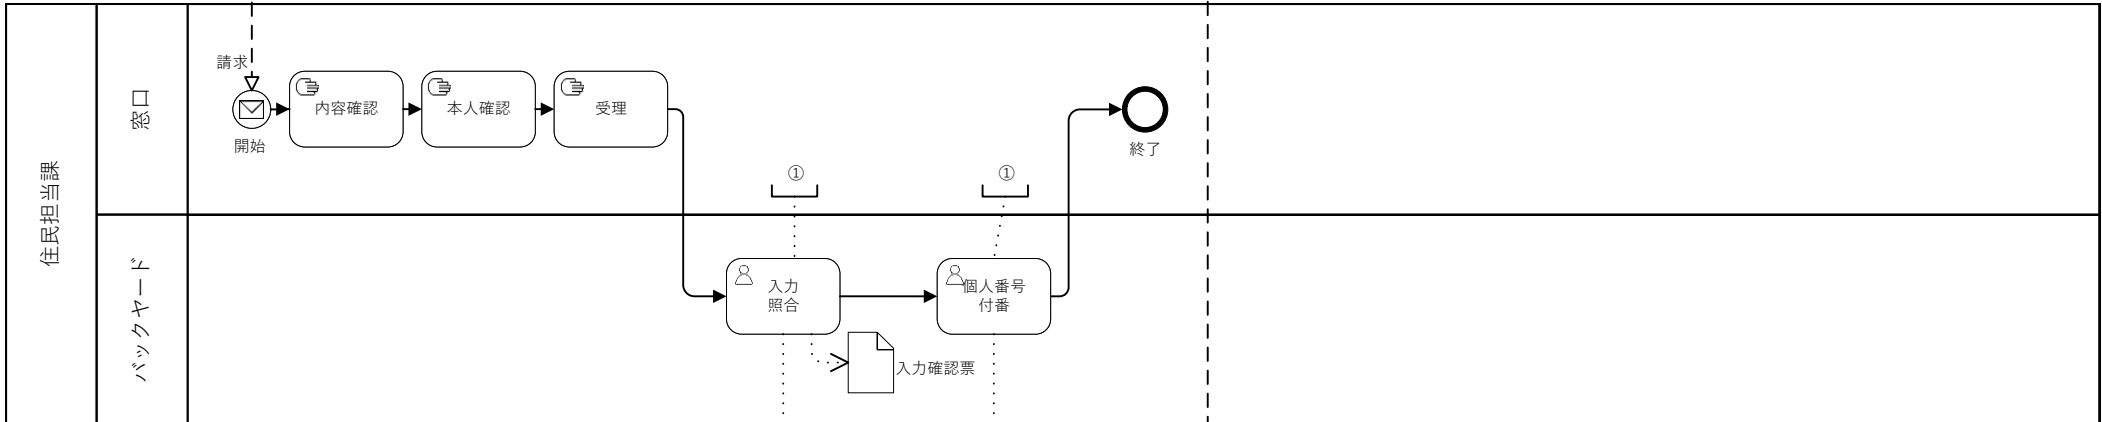 住民担当課
窓口
請求
開始
内容確認
本人確認
受理
①
①
終了
バックヤード
入力
照合
個人番号
付番
入力確認票